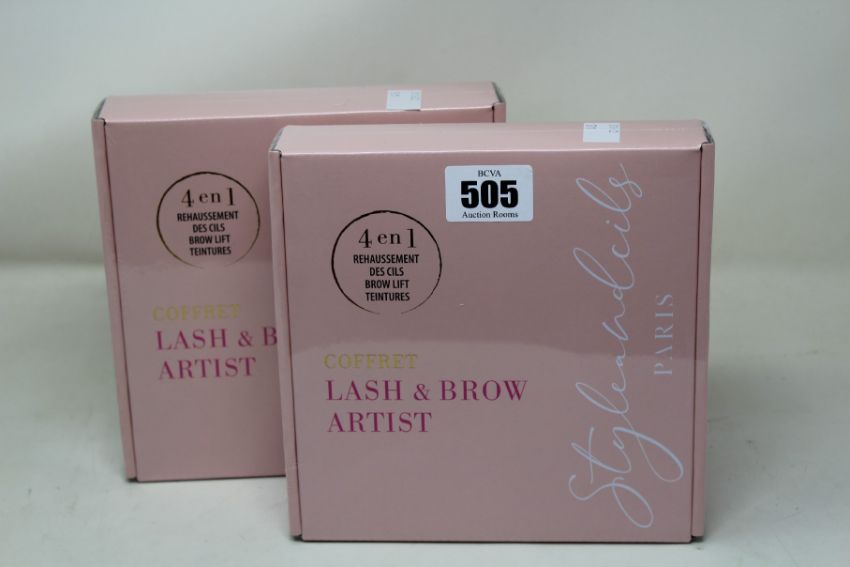 4 en 1
REHAUSSEMENT
DES CILS
BROW LIFT
TEINTURES
COFFRET
LASH & B
ARTIST
BCVA
505
Auction Rooms
4 en 1
REHAUSSEMENT
DES CILS
BROW LIFT
TEINTURES
COFFRET
LASH & BROW
ARTIST
Styleandcils
PARIS